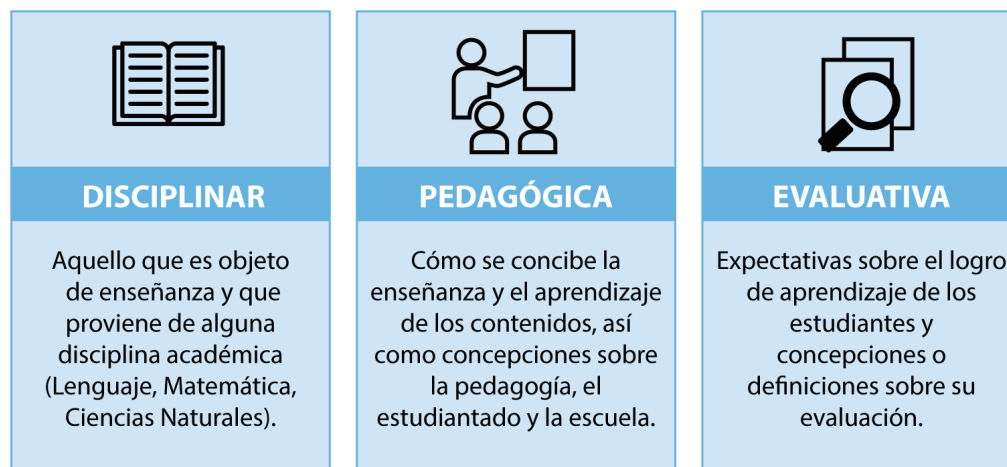 DISCIPLINAR
Aquello que es objeto
de enseñanza y que
proviene de alguna
disciplina académica
(Lenguaje, Matemática,
Ciencias Naturales).
PEDAGÓGICA
Cómo se concibe la
enseñanza y el aprendizaje
de los contenidos, así
como concepciones sobre
la pedagogía, el
estudiantado y la escuela.
EVALUATIVA
Expectativas sobre el logro
de aprendizaje de los
estudiantes y
concepciones o
definiciones sobre su
evaluación.